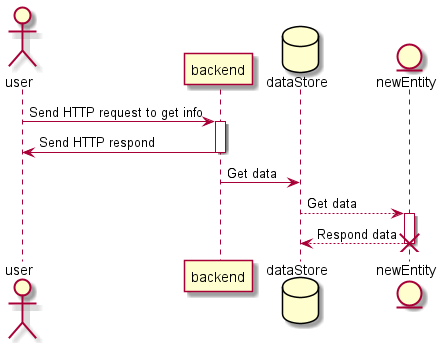 user
backend
dataStore
newEntity
Send HTTP request to get info
Send HTTP respond
Get data
Get data
Respond data
user
backend
dataStore
newEntity